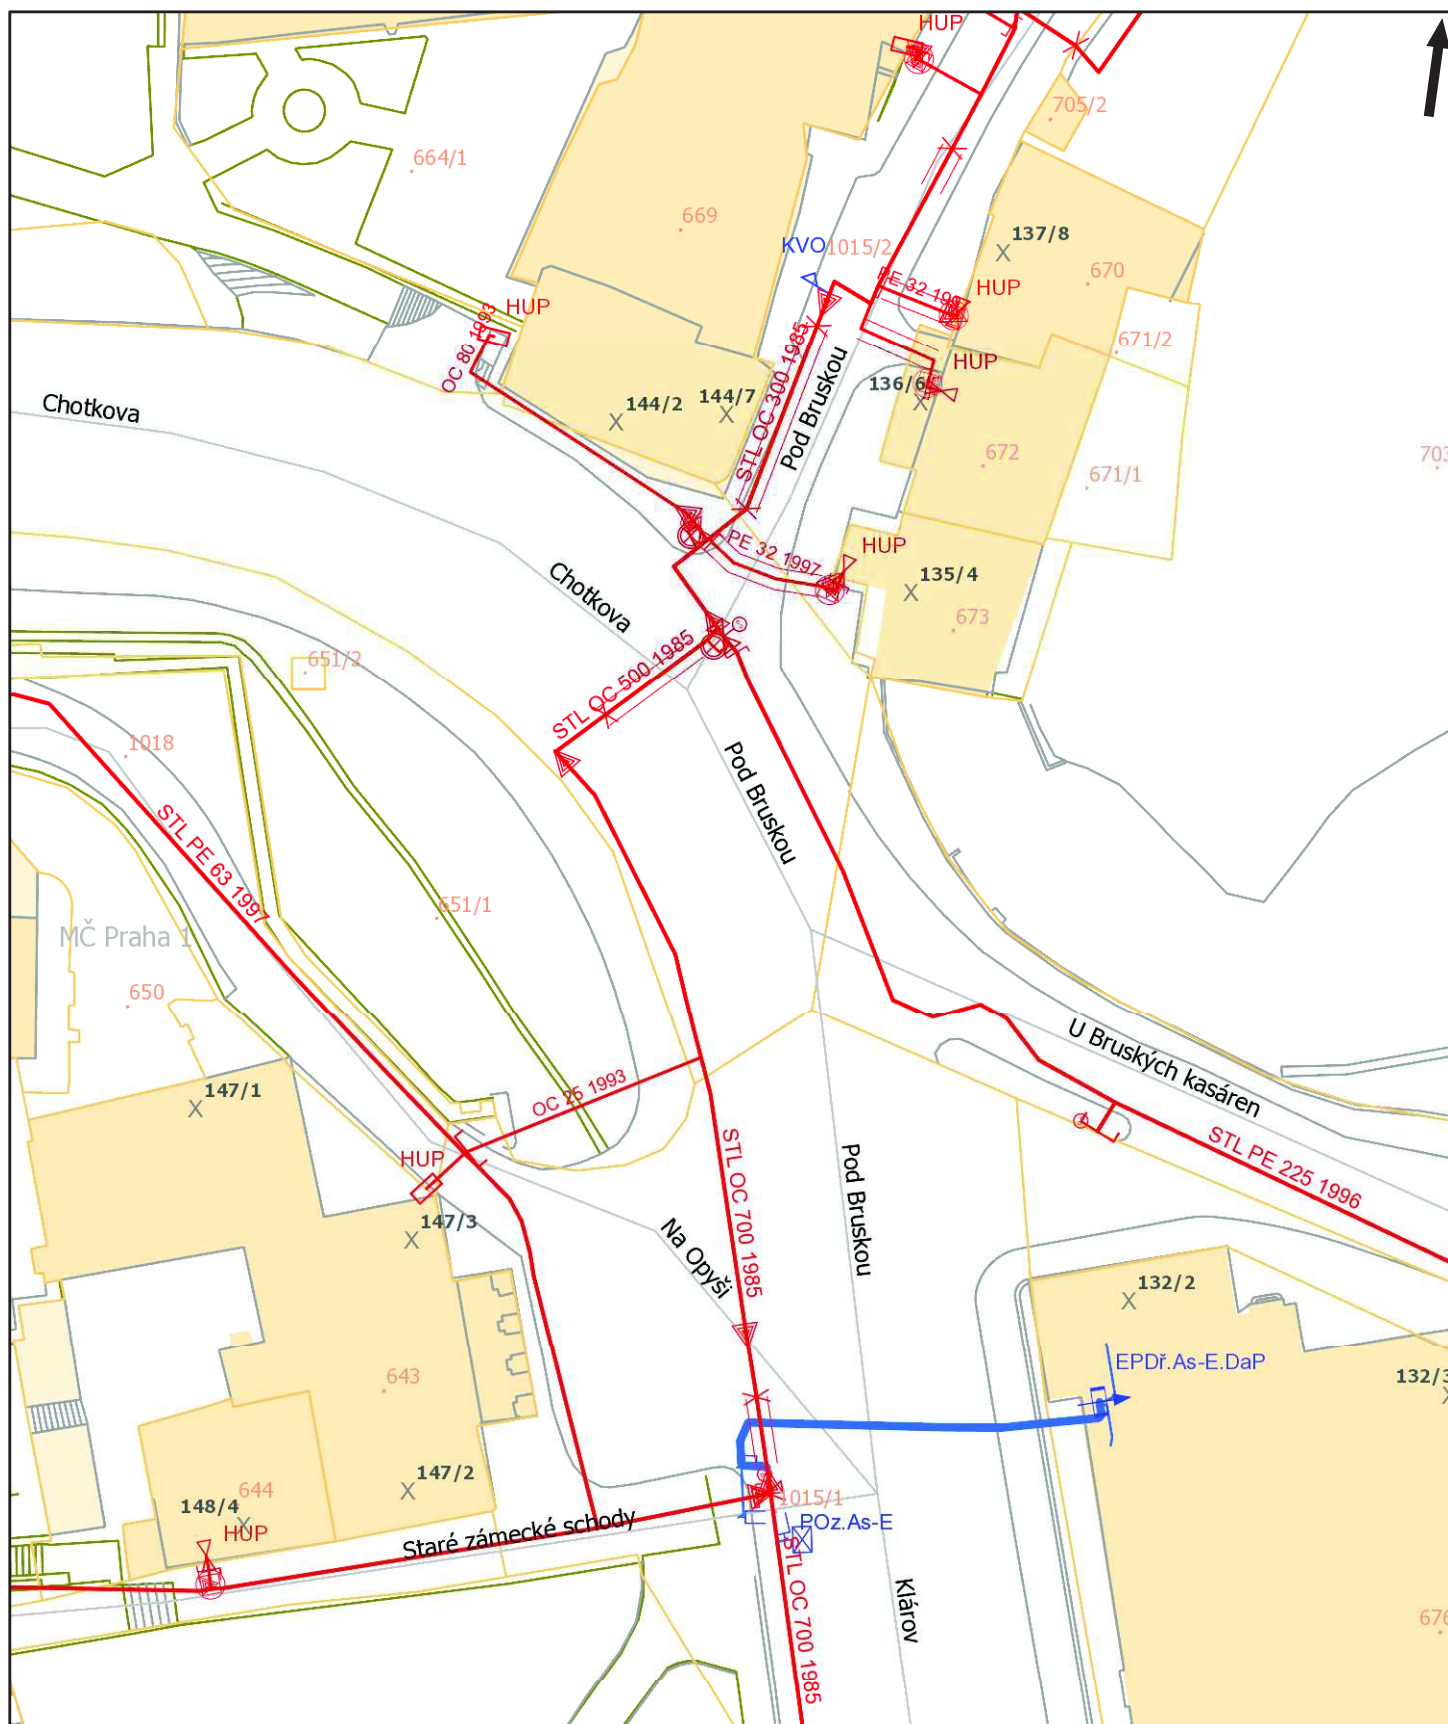 HUP
705/2
664/1
669
KVO
1015/2
137/8
670
PE 32 199
HUP
HUP
OC 80 1993
671/2
HUP
136/6
STL OC 300 1985
Pod Bruskou
144/2
144/7
Chotkova
672
671/1
703
PE 32 1997
HUP
135/4
673
Chotkova
STL OC 500 1985
651/2
1018
Pod Bruskou
STL PE 63 1997
651/1
MČ Praha 1
650
U Bruských kasáren
OC 25 1993
147/1
STL PE 225 1996
HUP
147/3
STL OC 700 1985
Pod Bruskou
Na Opyši
132/2
EPDř.As-E.DaP
132/3
643
147/2
644
148/4
HUP
1015/1
POz.As-E
Staré zámecké schody
STL OC 700 1985
Klárov
676